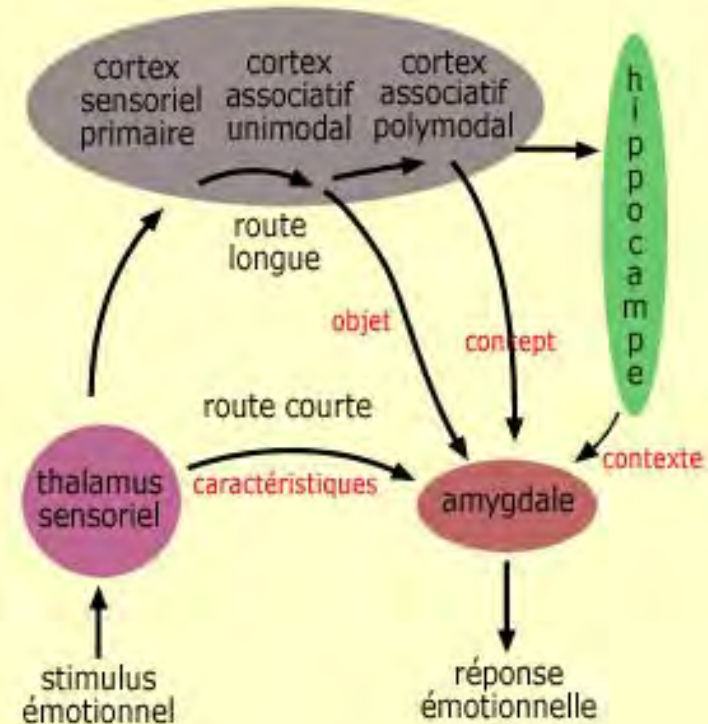 cortex
sensoriel
primaire
cortex
associatif
unimodal
cortex
associatif
polymodal
hippocampe
route
longue
objet
concept
route courte
contexte
thalamus
sensoriel
caractéristiques
amygdale
stimulus
émotionnel
réponse
émotionnelle